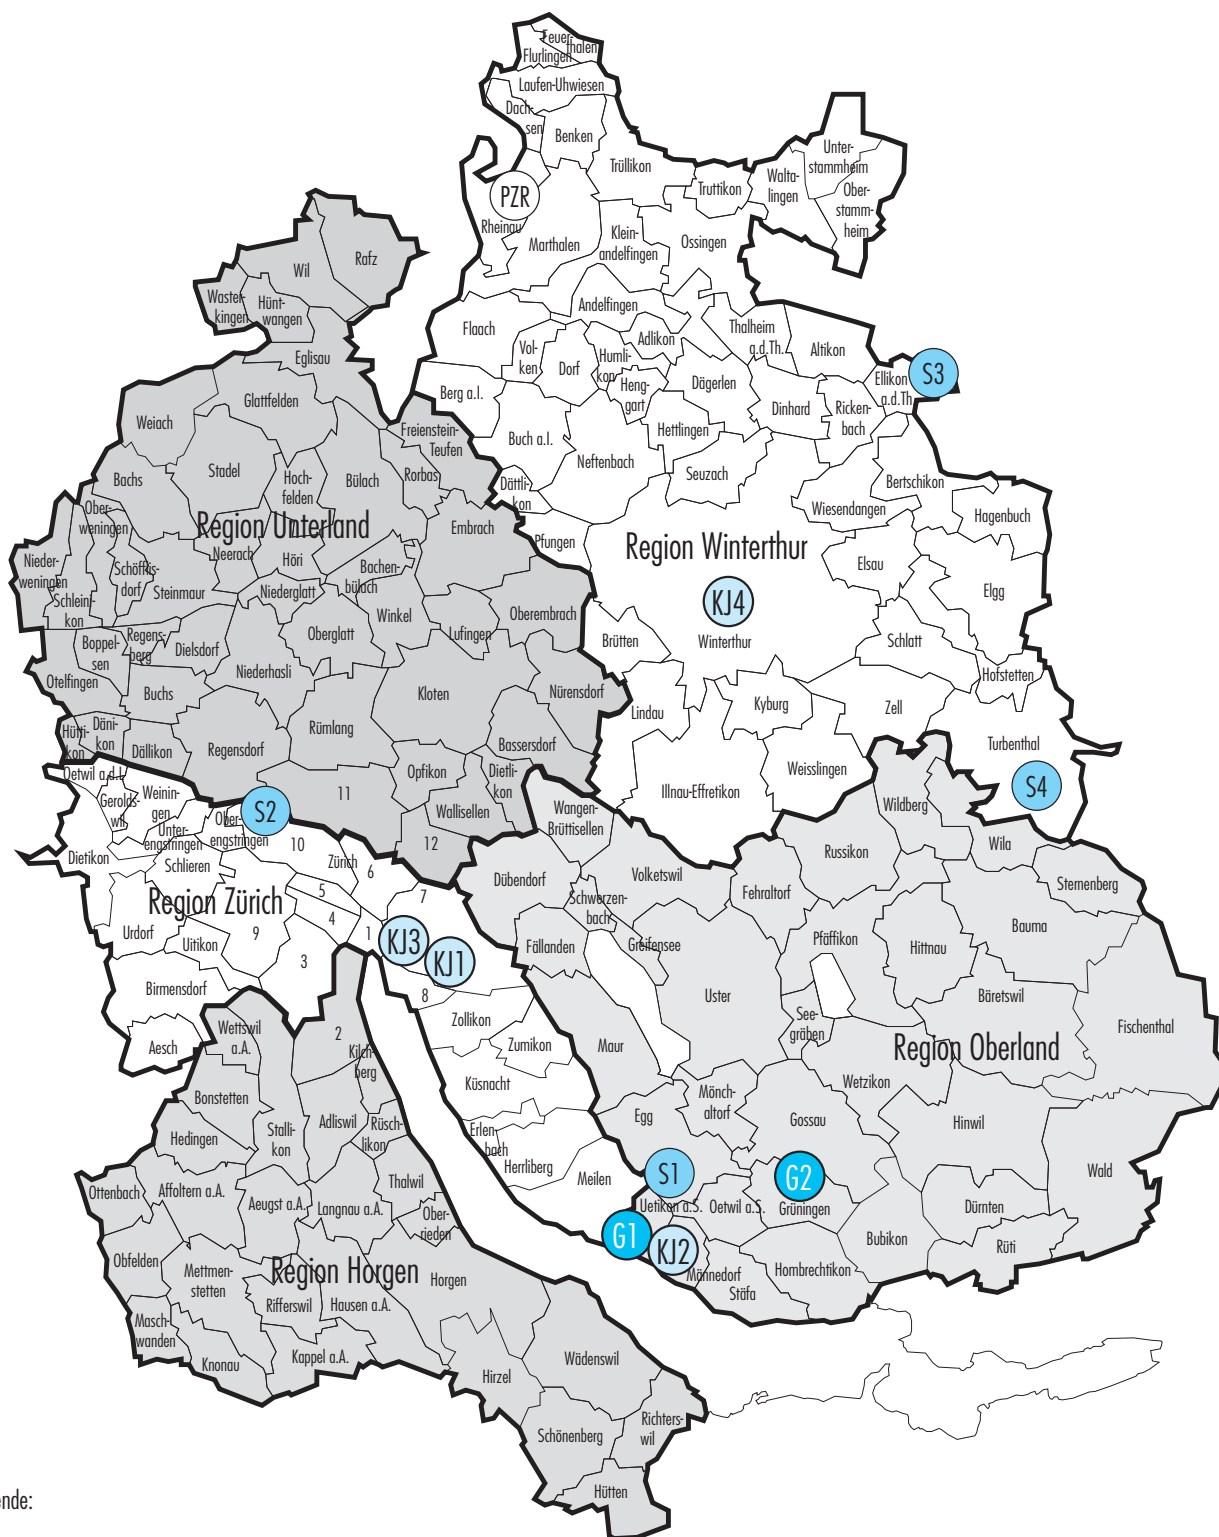 Feuer-
thalen
Flurlingen
Laufen-Uhwiesen
Dach-
sen
Benken
Trüllikon
Truttikon
Walta-
lingen
Unter-
stammheim
Ober-
stamm-
heim
PZR
Rheinau
Marthalen
Klein-
andelfingen
Ossingen
Rafz
Wil
Waster-
kingen
Hünt-
wangen
Eglisau
Flaach
Andelfingen
Adlikon
Thalheim
a.d.Th.
Altikon
Vol-
ken
Dorf
Humli-
kon
Heng-
gart
Dägerlen
Ellikon
a.d.Th
S3
Berg a.I.
Dinhard
Ricken-
bach
Glattfelden
Weiach
Freienstein-
Teufen
Buch a.I.
Hettlingen
Neftenbach
Seuzach
Bertschikon
Stadel
Bachs
Hoch-
felden
Bülach
Rorbas
Dättli-
kon
Wiesendangen
Hagenbuch
Ober-
weningen
Region Unterland
Embrach
Pfungen
Region Winterthur
Elsau
Elgg
Nieder-
weningen
Schöfflis-
dorf
Neerach
Höri
Bachen-
bülach
Schleini-
kon
Steinmaur
Niederglatt
Winkel
Oberembrach
KJ4
Winterthur
Brütten
Schlatt
Boppel-
sen
Regens-
berg
Dielsdorf
Oberglatt
Lufingen
Otelfingen
Buchs
Niederhasli
Kloten
Nürensdorf
Lindau
Kyburg
Zell
Hofstetten
Hütti-
kon
Däni-
kon
Dällikon
Regensdorf
Rümlang
Bassersdorf
Weisslingen
Turbenthal
Opfikon
Dietli-
kon
Illnau-Effretikon
S4
Oetwil a.d.L
Gerolds-
wil
Weinin-
gen
Unter-
engstringen
Ober-
engstringen
S2
11
Wallisellen
Wangen-
Brüttisellen
Wildberg
Dietikon
Schlieren
10
Zürich
6
12
Russikon
Wila
Volketswil
Dübendorf
Fehraltorf
Sternenberg
Region Zürich
5
4
7
Schwerzen-
bach
Urdorf
Uitikon
9
3
1
KJ3
KJ1
Fällanden
Greifensee
Pfäffikon
Hittnau
Bauma
Birmensdorf
8
Uster
Bäretswil
Aesch
Wettswil
a.A.
2
Kilch-
berg
Zollikon
Zumikon
Maur
See-
gräben
Region Oberland
Fischenthal
Küsnacht
Wetzikon
Bonstetten
Adliswil
Mönch-
altorf
Gossau
Hinwil
Hedingen
Stalli-
kon
Rüsch-
likon
Erlen-
bach
Herrliberg
Egg
Meilen
Wald
Ottenbach
Affoltern a.A.
Aeugst a.A.
Thalwil
Langnau a.A.
Ober-
rieden
S1
G2
Uetikon a.S.
Oetwil a.S.
Grüningen
Dürnten
Obfelden
Bubikon
Rüti
G1
KJ2
Mettmen-
stetten
Region Horgen
Horgen
Männedorf
Hombrechtikon
Stäfa
Rifferswil
Hausen a.A.
Masch-
wanden
Kappel a.A.
Knonau
Hirzel
Wädenswil
Schönenberg
Richters-
wil
Hütten
ende: